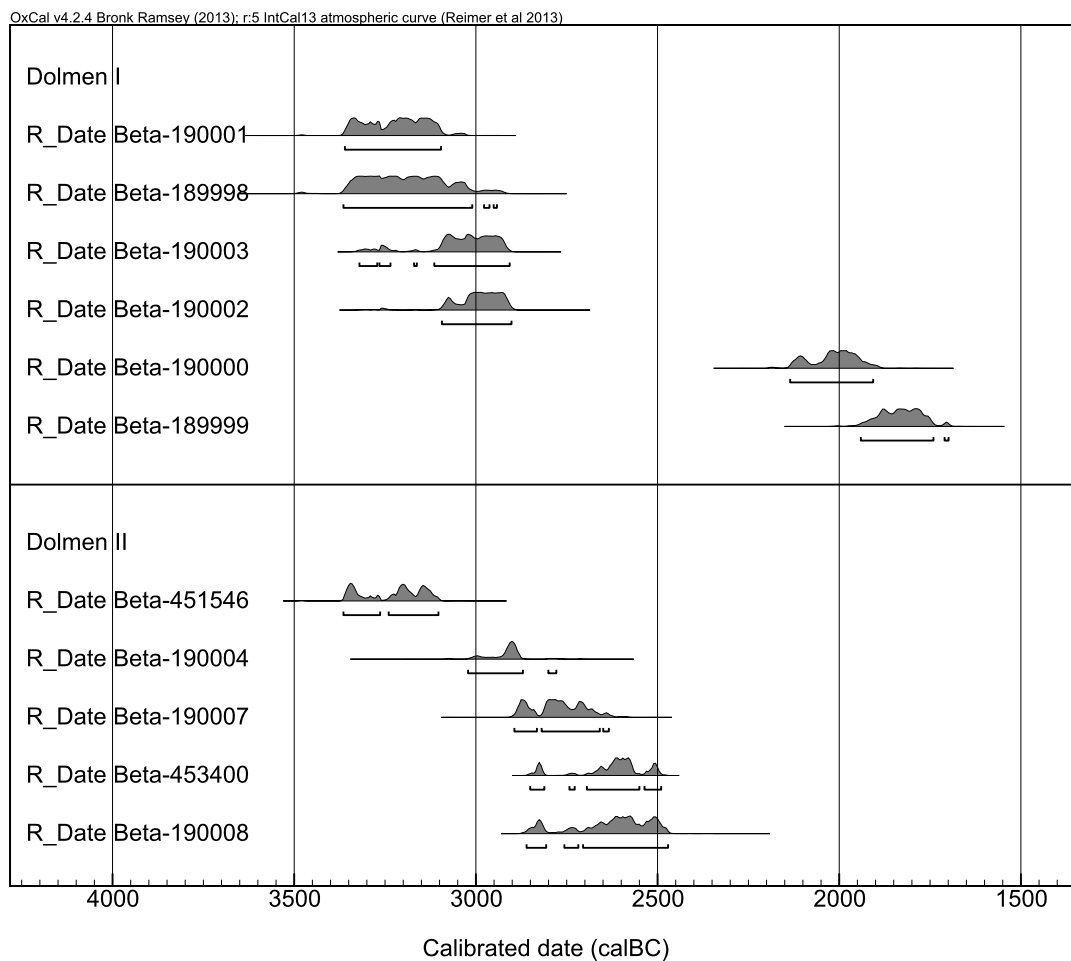 OxCal v4.2.4 Bronk Ramsey (2013); r:5 IntCal13 atmospheric curve (Reimer et al 2013)
Dolmen I
R_Date Beta-190001
R_Date Beta-189998
R_Date Beta-190003
R_Date Beta-190002
R_Date Beta-190000
R_Date Beta-189999
Dolmen II
R_Date Beta-451546
R_Date Beta-190004
R_Date Beta-190007
R_Date Beta-453400
R_Date Beta-190008
4000 3500 3000 2500 2000 1500
Calibrated date (calBC)